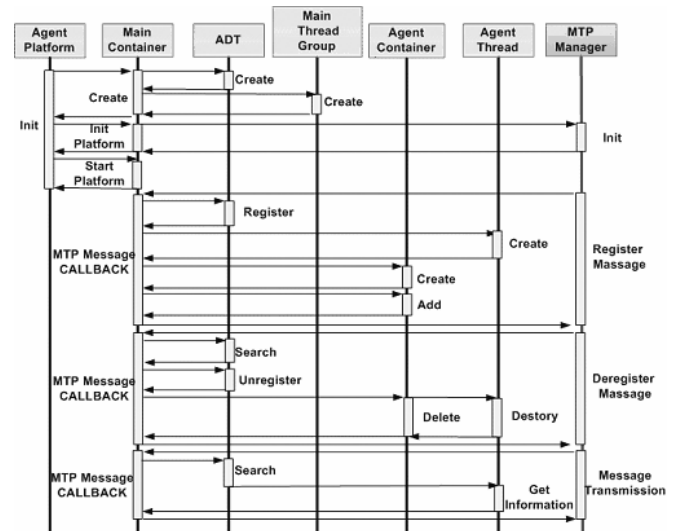 Agent
Platform
Main
Container
ADT
Main
Thread
Group
Agent
Container
Agent
Thread
MTP
Manager
Create
Create
Create
Init
Init
Platform
Init
Start
Platform
Register
MTP Message
CALLBACK
Create
Register
Massage
Create
Add
Search
MTP Message
CALLBACK
Unregister
Deregister
Massage
Delete
Destory
MTP Message
CALLBACK
Search
Get
Information
Message
Transmission